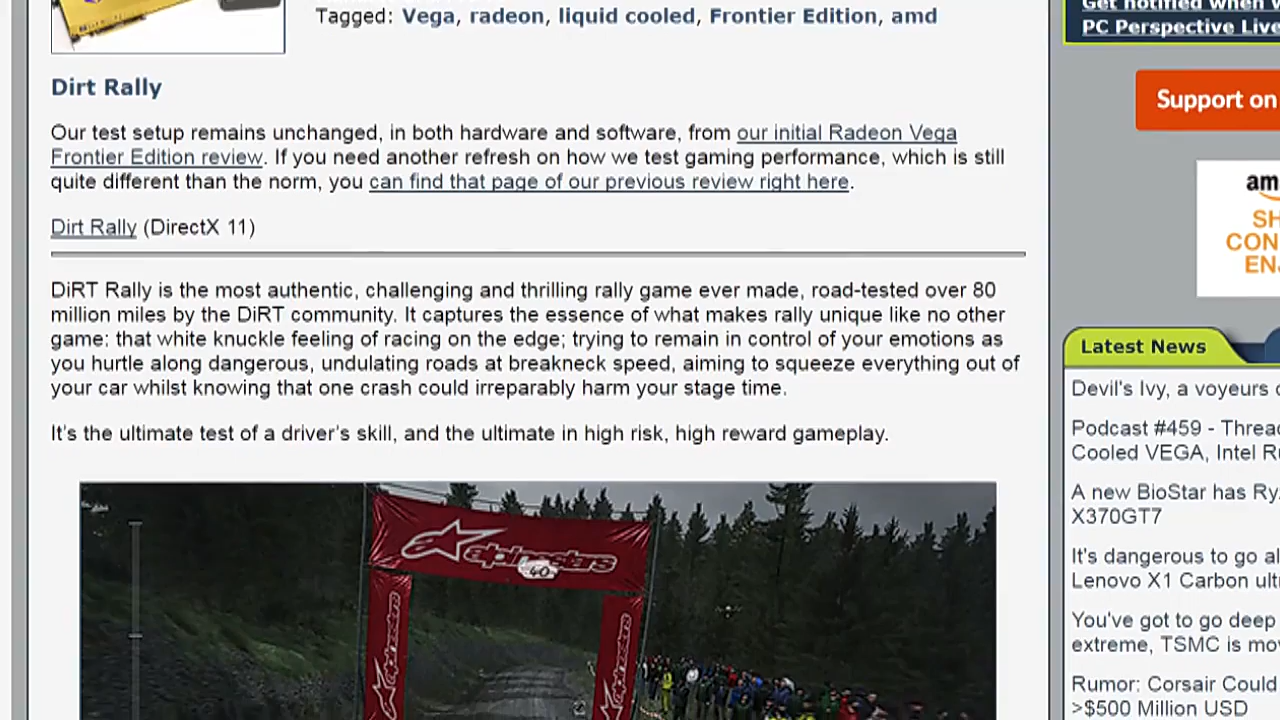 Tagged: Vega, radeon, liquid cooled, Frontier Edition, amd
Dirt Rally
Our test setup remains unchanged, in both hardware and software, from our initial Radeon Vega
Frontier Edition review. If you need another refresh on how we test gaming performance, which is still
quite different than the norm, you can find that page of our previous review right here.
Dirt Rally (DirectX 11)
DiRT Rally is the most authentic, challenging and thrilling rally game ever made, road-tested over 80
million miles by the DiRT community. It captures the essence of what makes rally unique like no other
game: that white knuckle feeling of racing on the edge; trying to remain in control of your emotions as
you hurtle along dangerous, undulating roads at breakneck speed, aiming to squeeze everything out of
your car whilst knowing that one crash could irreparably harm your stage time.
It's the ultimate test of a driver's skill, and the ultimate in high risk, high reward gameplay.
alpinestars
40
alpinestars
alpinestars
Get notified when
PC Perspective Live
Support on
am
SH
CON
EN
Latest News
Devil's Ivy, a voyeurs
Podcast #459 - Threa
Cooled VEGA, Intel
A new BioStar has
X370GT7
It's dangerous to go al
Lenovo X1 Carbon ult
You've got to go deep
extreme, TSMC is mo
Rumor: Corsair Could
>$500 Million USD